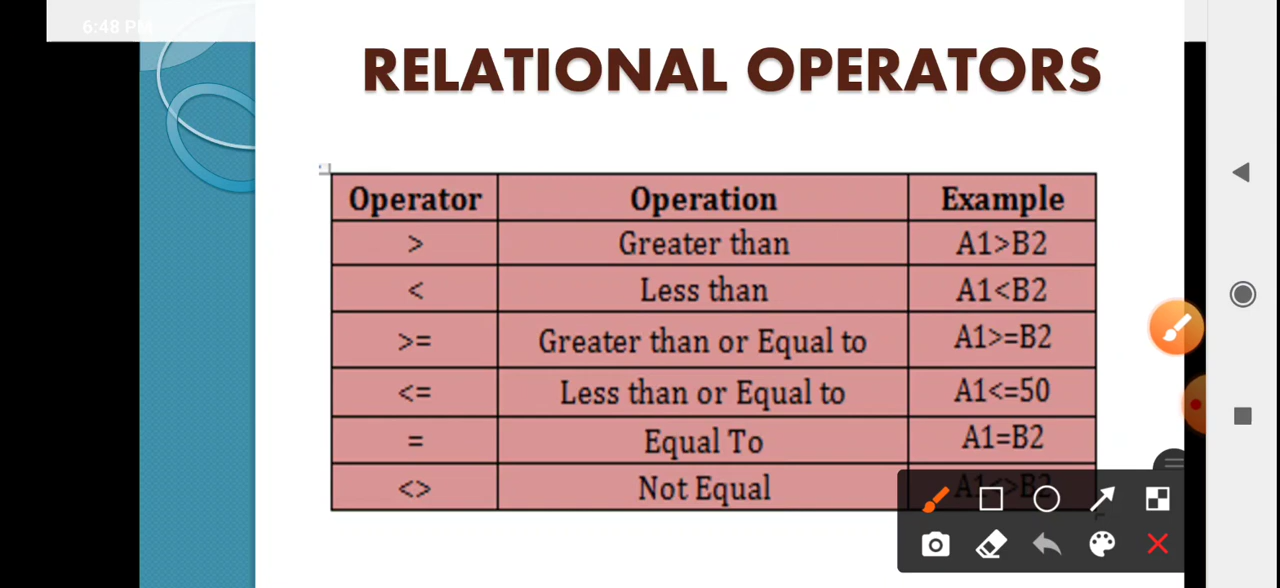 6:48 PM
RELATIONAL OPERATORS
Operator Operation Example
> Greater than A1>B2
< Less than A1<B2
>= Greater than or Equal to A1>=B2
<= Less than or Equal to A1<=50
= Equal To A1=B2
<> Not Equal A1<>B2